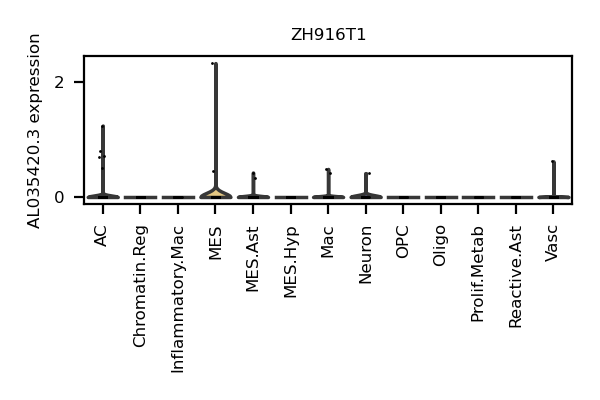 ZH916T1
AL035420.3 expression
2
0
AC
Chromatin.Reg
Inflammatory.Mac
MES
MES.Ast
MES.Hyp
Mac
Neuron
OPC
Oligo
Prolif.Metab
Reactive.Ast
Vasc